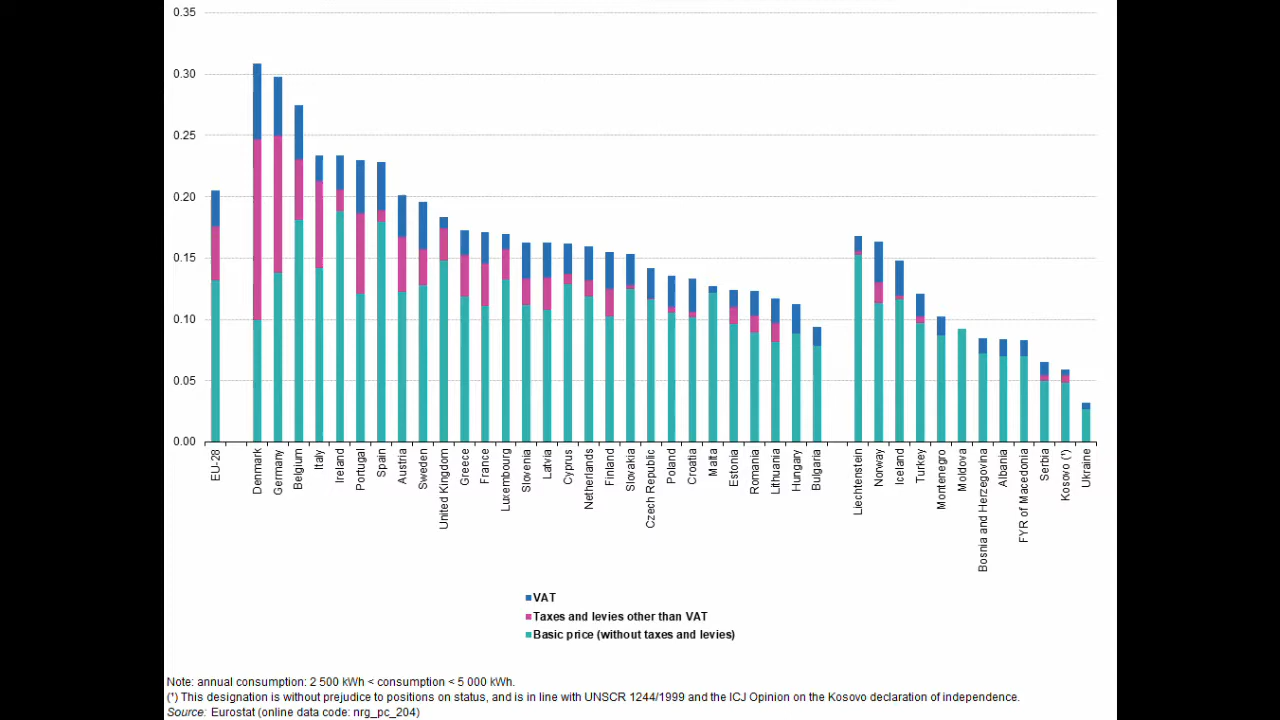 0.35
0.30
0.25
0.20
0.15
0.10
0.05
0.00
EU-28
Denmark
Germany
Belgium
Italy
Ireland
Portugal
Spain
Austria
Sweden
United Kingdom
Greece
France
Luxembourg
Slovenia
Latvia
Cyprus
Netherlands
Finland
Slovakia
Czech Republic
Poland
Croatia
Malta
Estonia
Romania
Lithuania
Hungary
Bulgaria
Liechtenstein
Norway
Iceland
Turkey
Montenegro
Moldova
Bosnia and Herzegovina
Albania
FYR of Macedonia
Serbia
Kosovo (¹)
Ukraine
VAT
Taxes and levies other than VAT
Basic price (without taxes and levies)
Note: annual consumption: 2 500 kWh < consumption < 5 000 kWh.
(¹) This designation is without prejudice to positions on status, and is in line with UNSCR 1244/1999 and the ICJ Opinion on the Kosovo declaration of independence.
Source: Eurostat (online data code: nrg_pc_204)